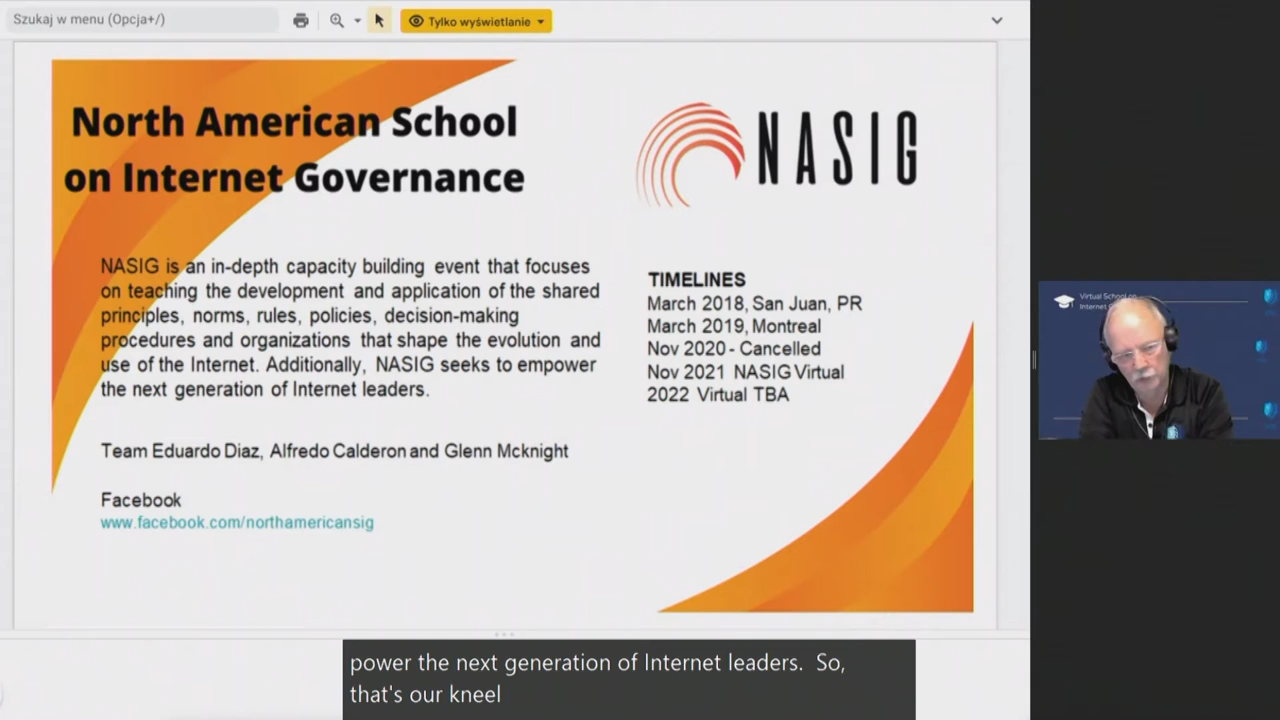 Szukaj w menu (Opcja+/)
Tylko wyświetlanie
North American School
on Internet Governance
NASIG
NASIG is an in-depth capacity building event that focuses
on teaching the development and application of the shared
principles, norms, rules, policies, decision-making
procedures and organizations that shape the evolution and
use of the Internet. Additionally, NASIG seeks to empower
the next generation of Internet leaders.
Team Eduardo Diaz, Alfredo Calderon and Glenn Mcknight
Facebook
www.facebook.com/northamericansig
TIMELINES
March 2018, San Juan, PR
March 2019, Montreal
Nov 2020 - Cancelled
Nov 2021 NASIG Virtual
2022 Virtual TBA
Virtual School on
Internet
power the next generation of Internet leaders. So,
that's our kneel